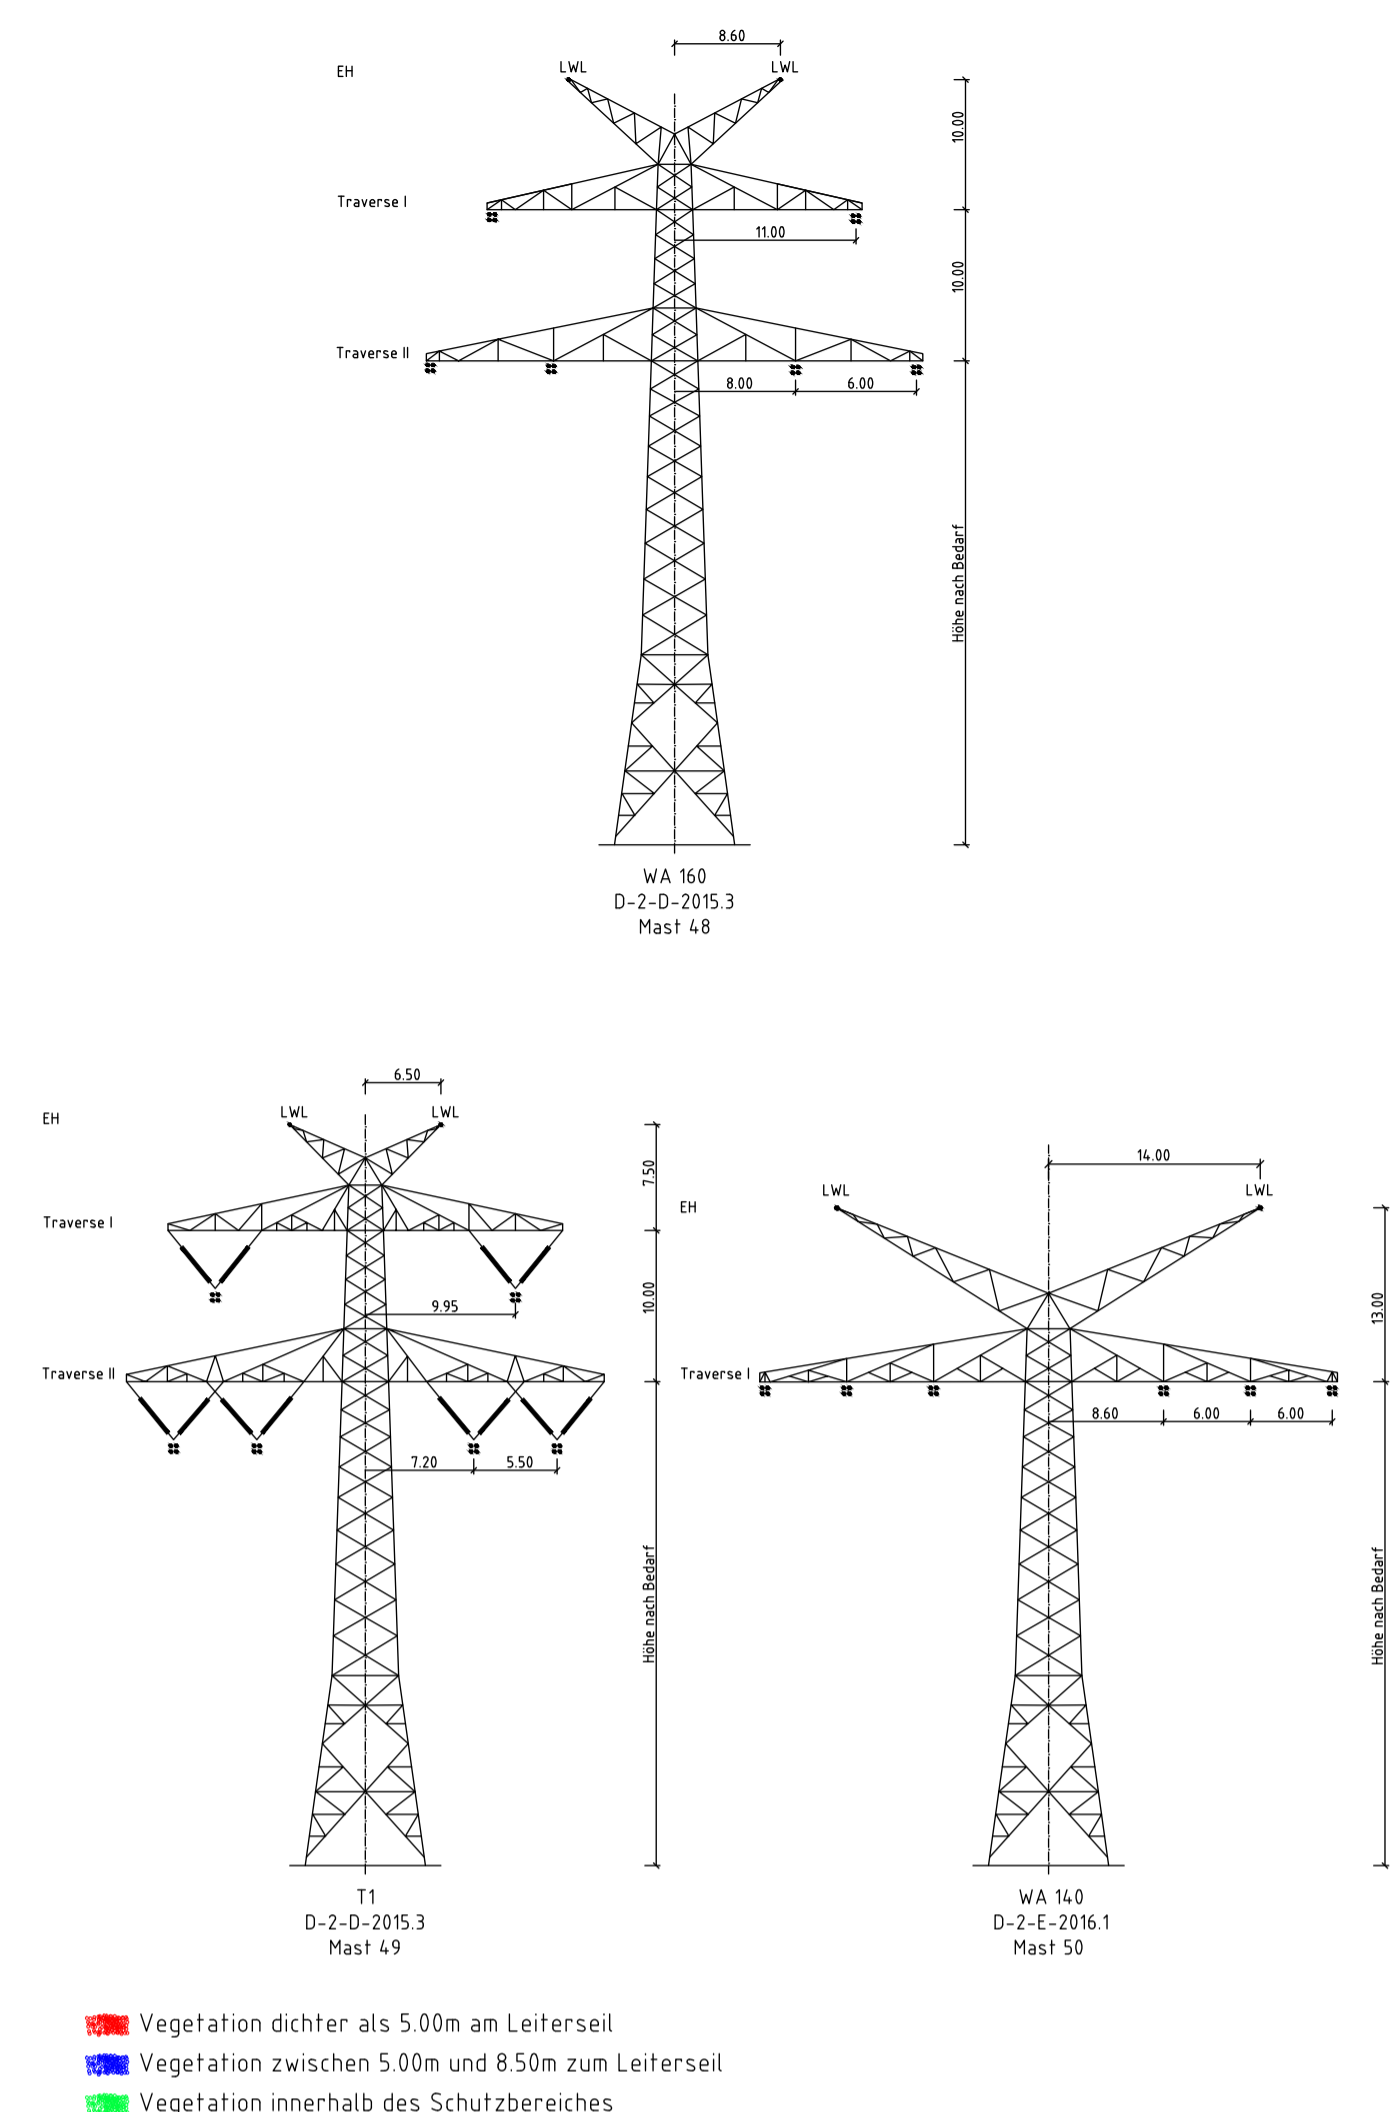 8.60
EH
LWL
LWL
10.00
Traverse I
11.00
10.00
Traverse II
8.00
6.00
Höhe nach Bedarf
WA 160
D-2-D-2015.3
Mast 48
6.50
EH
LWL
LWL
7.50
Traverse I
9.95
10.00
Traverse II
7.20
5.50
Höhe nach Bedarf
T1
D-2-D-2015.3
Mast 49
14.00
EH
LWL
LWL
13.00
Traverse I
8.60
6.00
6.00
Höhe nach Bedarf
WA 140
D-2-E-2016.1
Mast 50
Vegetation dichter als 5.00m am Leiterseil
Vegetation zwischen 5.00m und 8.50m zum Leiterseil
Vegetation innerhalb des Schutzbereiches